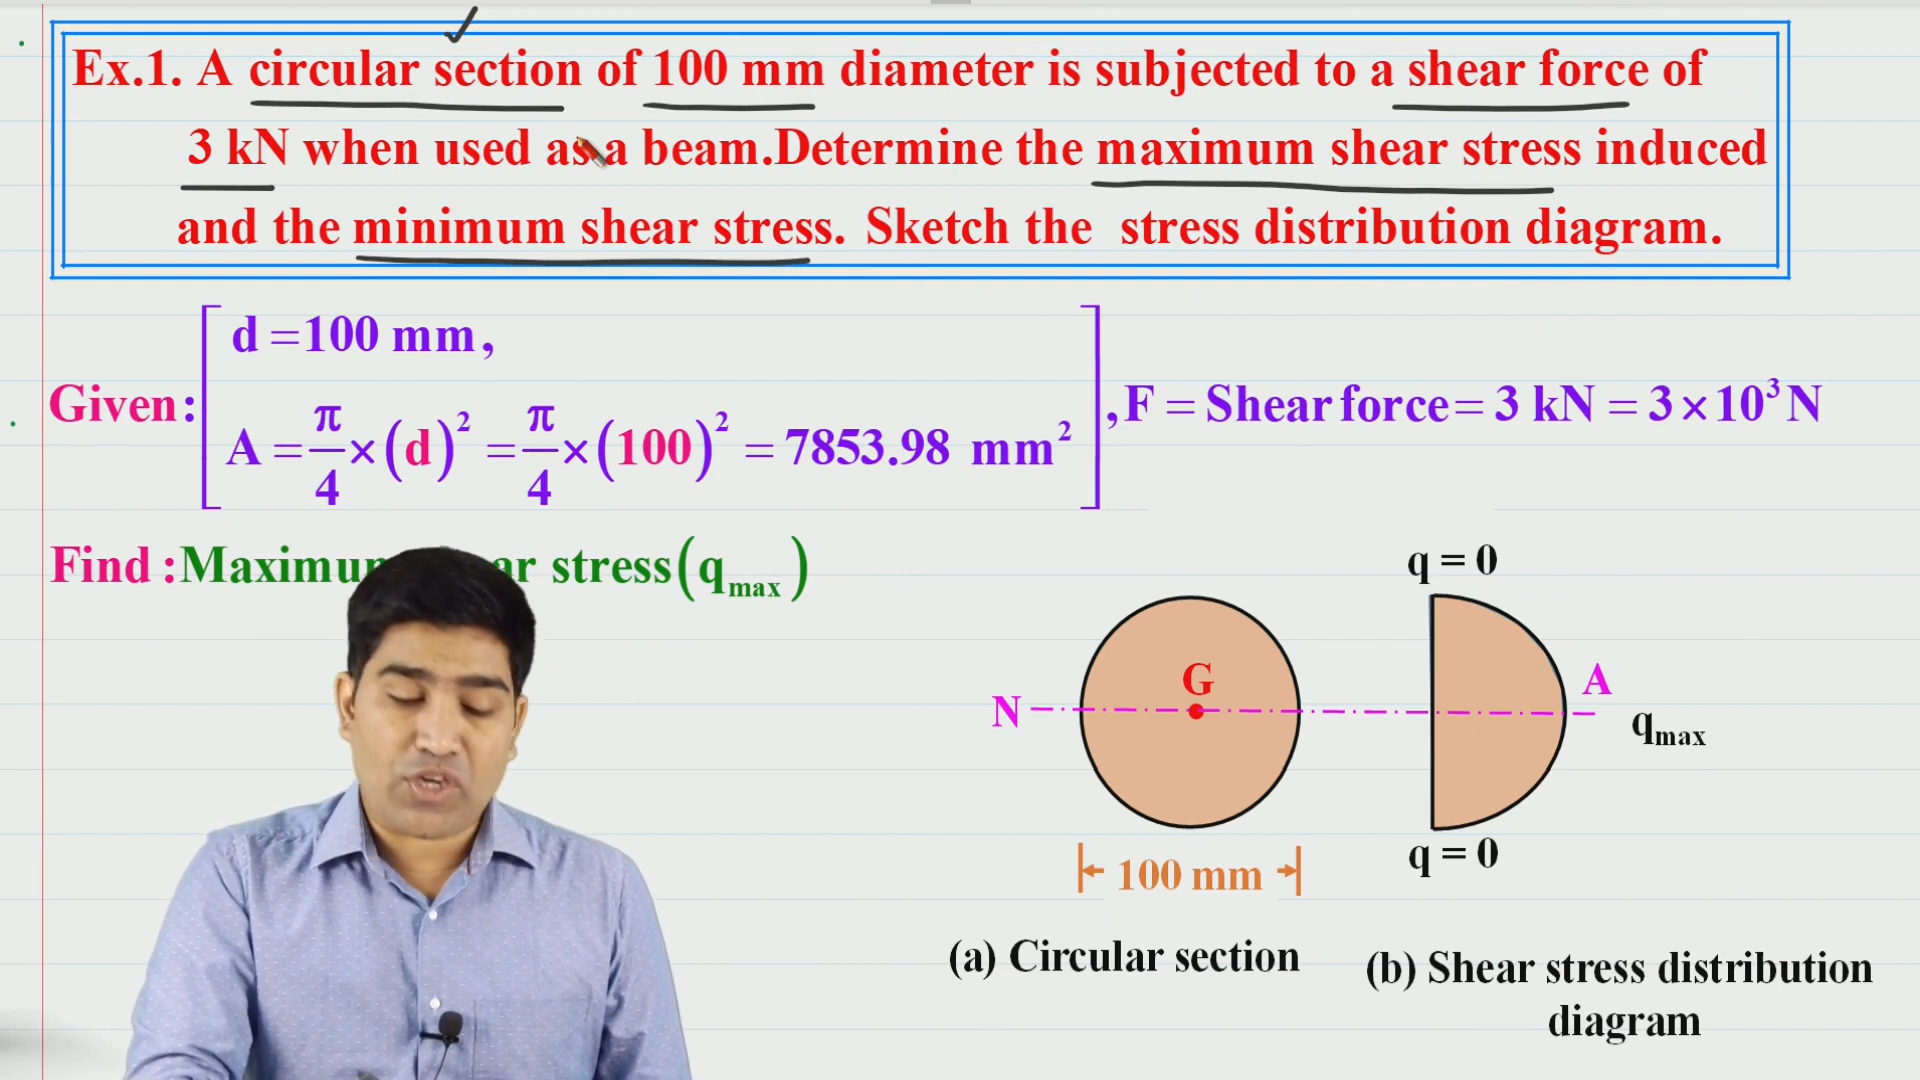 Ex.1. A circular section of 100 mm diameter is subjected to a shear force of
3 kN when used as a beam.Determine the maximum shear stress induced
and the minimum shear stress. Sketch the stress distribution diagram.
Given: [ d = 100 mm,
A = π/4 × (d)² = π/4 × (100)² = 7853.98 mm² ] , F = Shear force = 3 kN = 3 × 10³ N
Find : stress (qmax)
q = 0
G
N
A
qmax
q = 0
100 mm
(a) Circular section
(b) Shear stress distribution
diagram